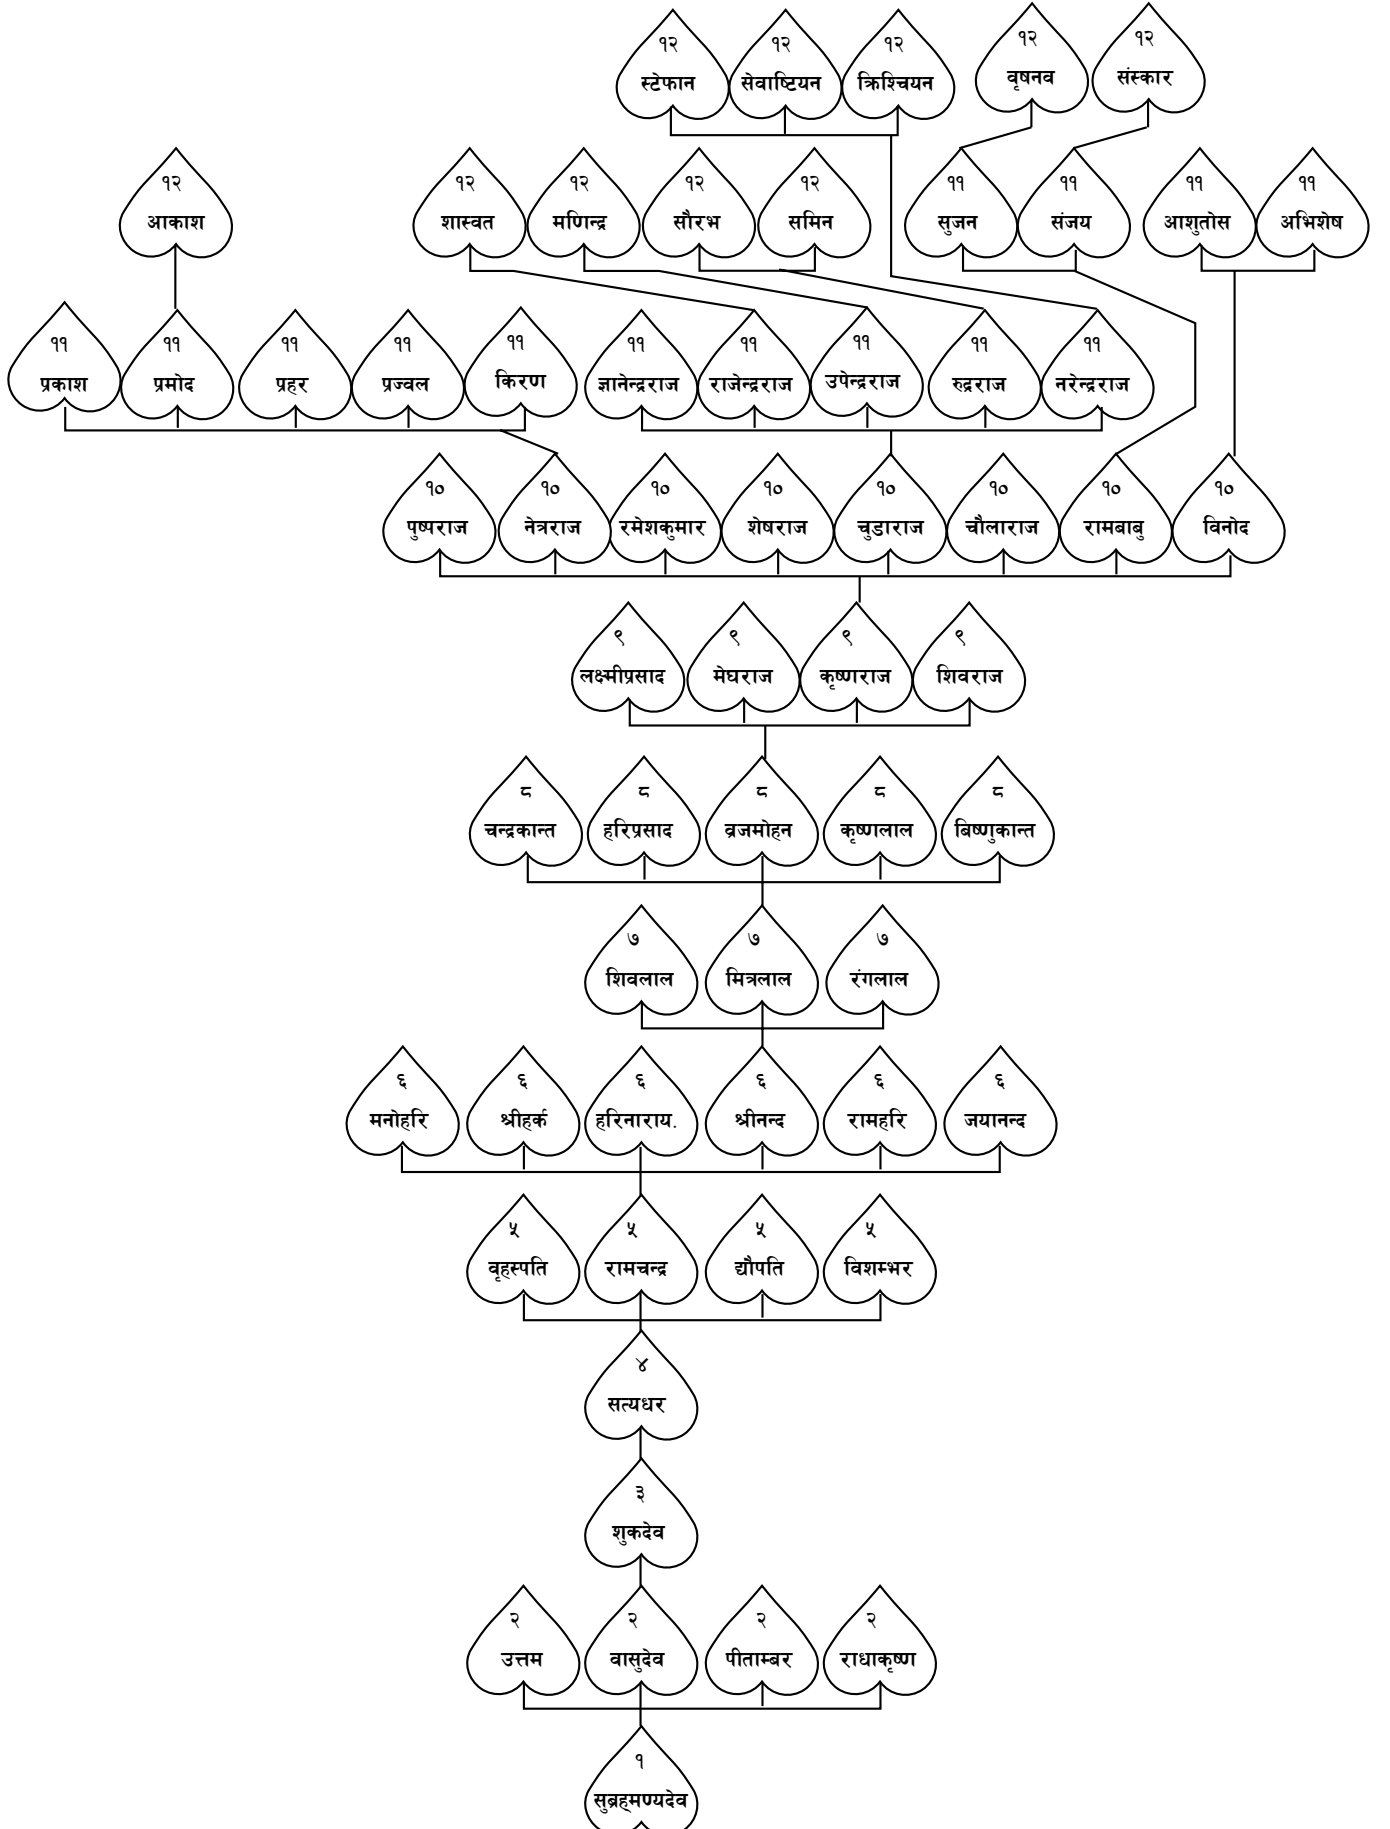 १२ १२ १२ १२ १२
स्टेफान सेवाष्टियन क्रिश्चियन वृषनव संस्कार
१२ १२ १२ १२ १२ ११ ११ ११ ११
आकाश शास्वत मणिन्द्र सौरभ समिन सुजन संजय आशुतोस अभिशेष
११ ११ ११ ११ ११ ११ ११ ११ ११ ११
प्रकाश प्रमोद प्रहर प्रज्वल किरण ज्ञानेन्द्रराज राजेन्द्रराज उपेन्द्रराज रुद्रराज नरेन्द्रराज
१० १० १० १० १० १० १० १०
पुष्पराज नेत्रराज रमेशकुमार शेषराज चुडाराज चौलाराज रामबाबु विनोद
९ ९ ९ ९
लक्ष्मीप्रसाद मेघराज कृष्णराज शिवराज
८ ८ ८ ८ ८
चन्द्रकान्त हरिप्रसाद व्रजमोहन कृष्णलाल बिष्णुकान्त
७ ७ ७
शिवलाल मित्रलाल रंगलाल
६ ६ ६ ६ ६ ६
मनोहरि श्रीहर्क हरिनाराय. श्रीनन्द रामहरि जयानन्द
५ ५ ५ ५
वृहस्पति रामचन्द्र द्यौपति विशम्भर
४
सत्यधर
३
शुकदेव
२ २ २ २
उत्तम वासुदेव पीताम्बर राधाकृष्ण
१
सुब्रह्मण्यदेव